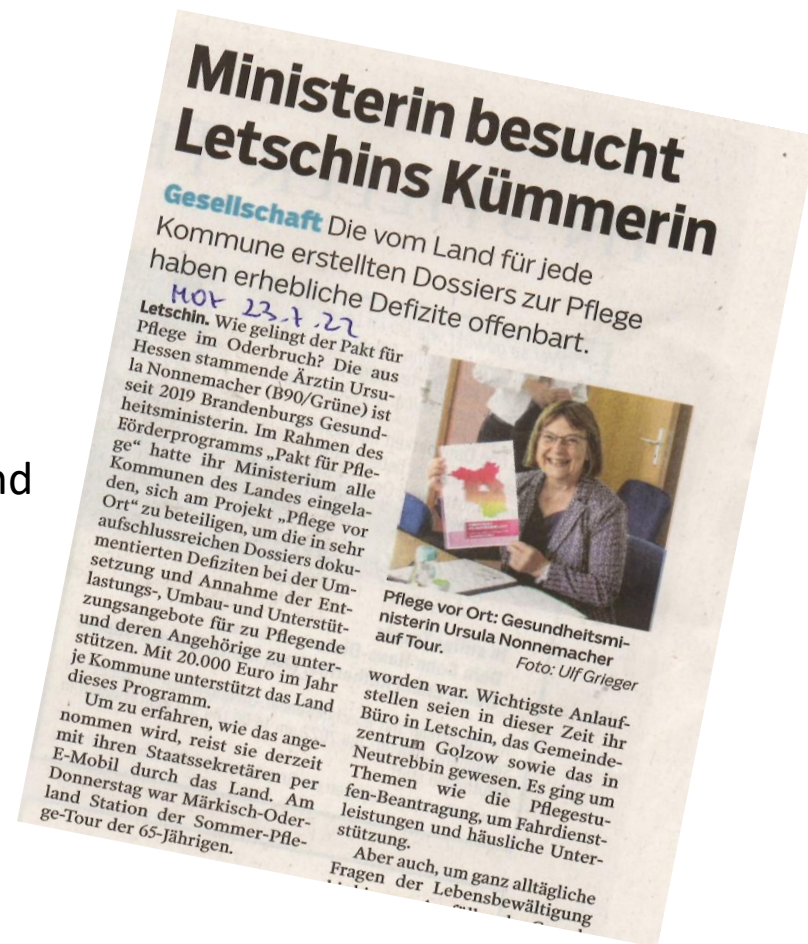 nd
Ministerin besucht
Letschins Kümmerin
Gesellschaft Die vom Land für jede
Kommune erstellten Dossiers zur Pflege
haben erhebliche Defizite offenbart.
MOZ 23.7.22
Letschin. Wie gelingt der Pakt für
Pflege im Oderbruch? Die aus
Hessen stammende Ärztin Ursu-
la Nonnemacher (B90/Grüne) ist
seit 2019 Brandenburgs Gesund-
heitsministerin. Im Rahmen des
Förderprogramms „Pakt für Pfle-
ge“ hatte ihr Ministerium alle
Kommunen des Landes eingela-
den, sich am Projekt „Pflege vor
Ort“ zu beteiligen, um die in sehr
aufschlussreichen Dossiers doku-
mentierten Defiziten bei der Um-
setzung und Annahme der Ent-
lastungs-, Umbau- und Unterstüt-
zungsangebote für zu Pflegende
und deren Angehörige zu unter-
stützen. Mit 20.000 Euro im Jahr
je Kommune unterstützt das Land
dieses Programm.
Um zu erfahren, wie das ange-
nommen wird, reist sie derzeit
mit ihren Staatssekretären per
E-Mobil durch das Land. Am
Donnerstag war Märkisch-Oder-
land Station der Sommer-Pfle-
ge-Tour der 65-Jährigen.
Pflege vor Ort: Gesundheitsmi-
nisterin Ursula Nonnemacher
auf Tour.
Foto: Ulf Grieger
worden war. Wichtigste Anlauf-
stellen seien in dieser Zeit ihr
Büro in Letschin, das Gemeinde-
zentrum Golzow sowie das in
Neutrebbin gewesen. Es ging um
Themen wie die Pflegestu-
fen-Beantragung, um Fahrdienst-
leistungen und häusliche Unter-
stützung.
Aber auch, um ganz alltägliche
Fragen der Lebensbewältigung